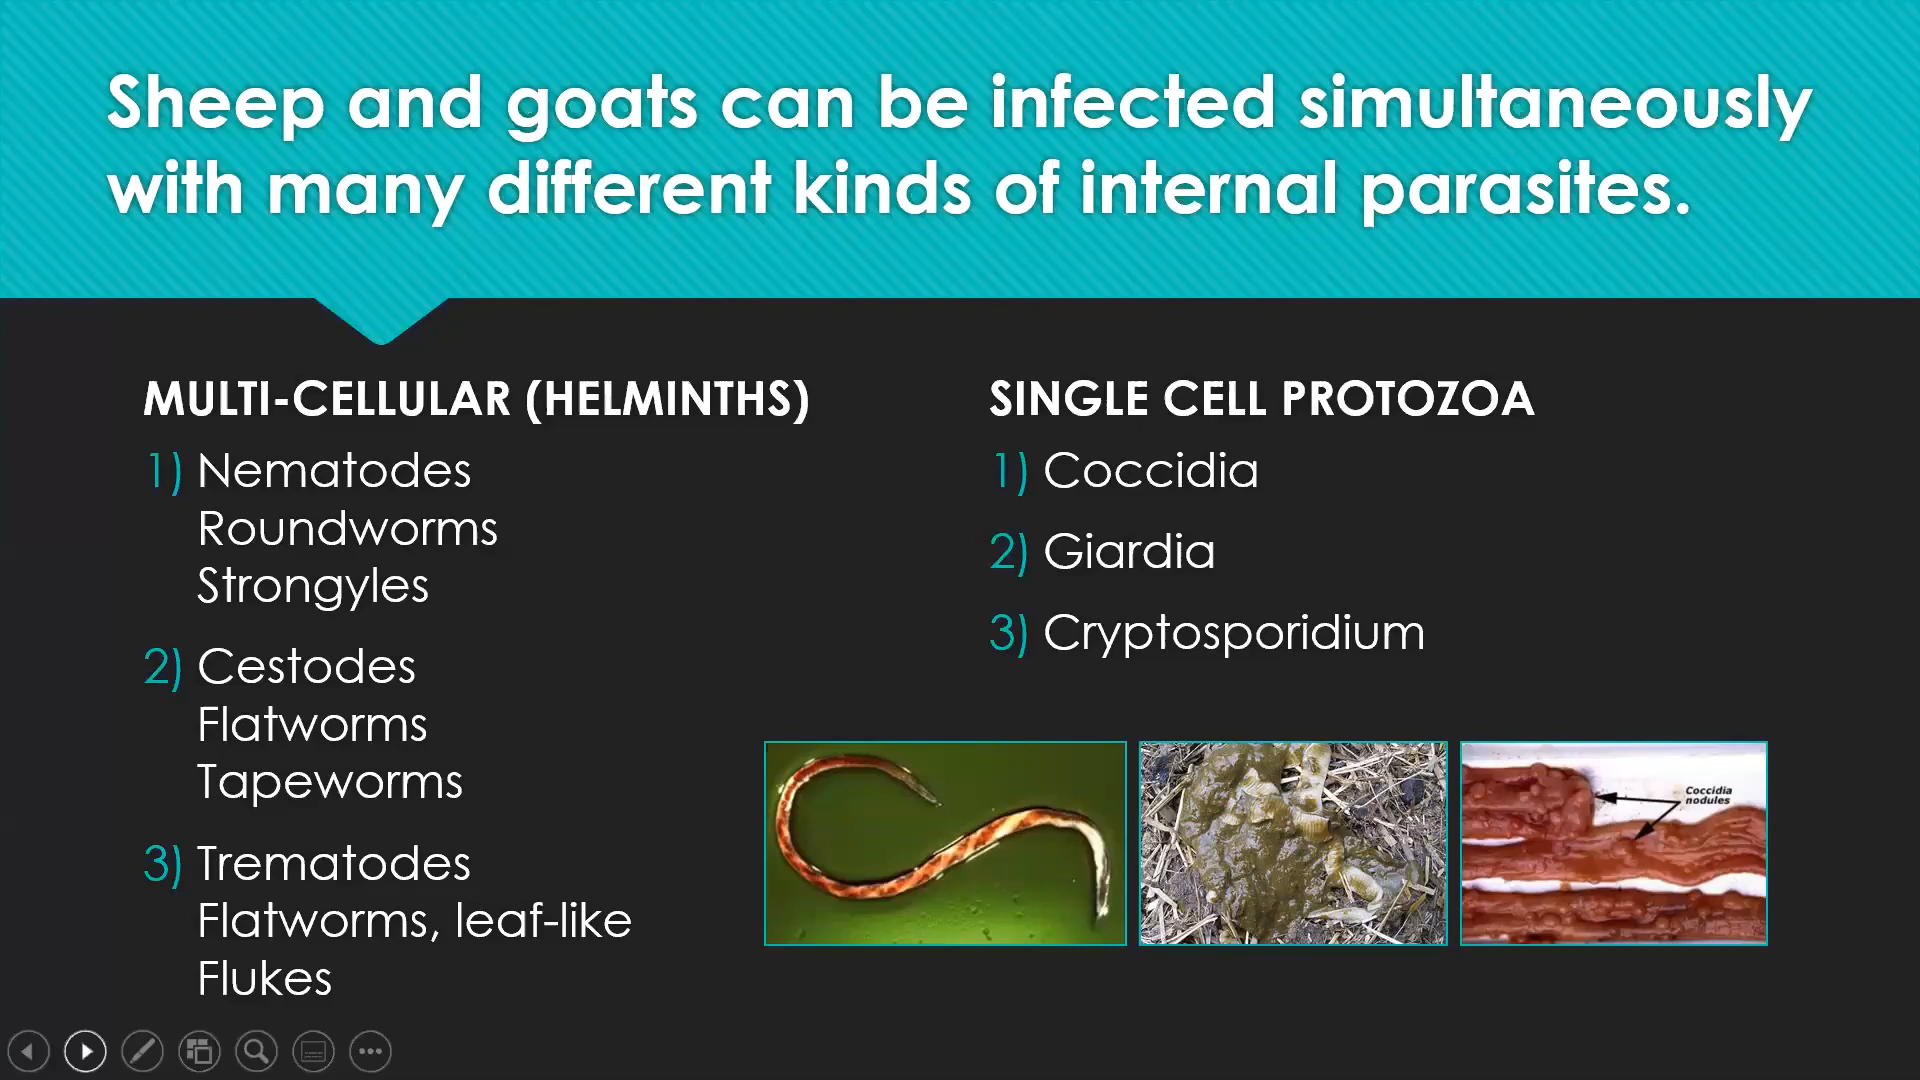 Sheep and goats can be infected simultaneously
with many different kinds of internal parasites.
MULTI-CELLULAR (HELMINTHS)
1) Nematodes
Roundworms
Strongyles
2) Cestodes
Flatworms
Tapeworms
3) Trematodes
Flatworms, leaf-like
Flukes
SINGLE CELL PROTOZOA
1) Coccidia
2) Giardia
3) Cryptosporidium
Coccidia
nodules